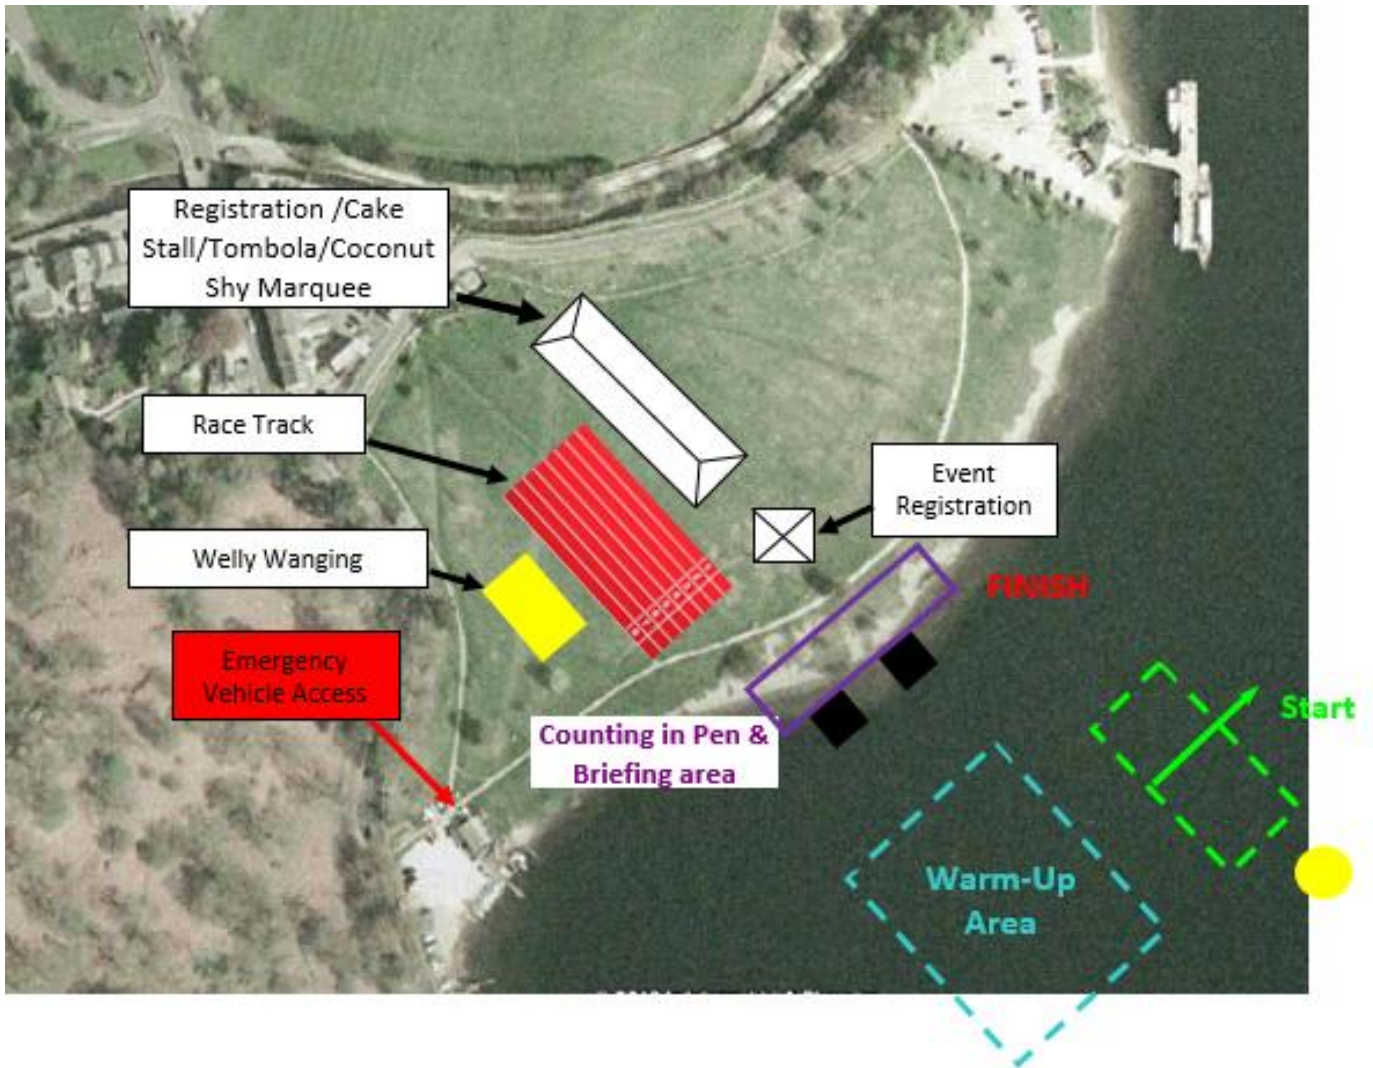 Registration /Cake
Stall/Tombola/Coconut
Shy Marquee
Race Track
Event
Registration
Welly Wanging
FINISH
Emergency
Vehicle Access
Start
Counting in Pen &
Briefing area
Warm-Up
Area